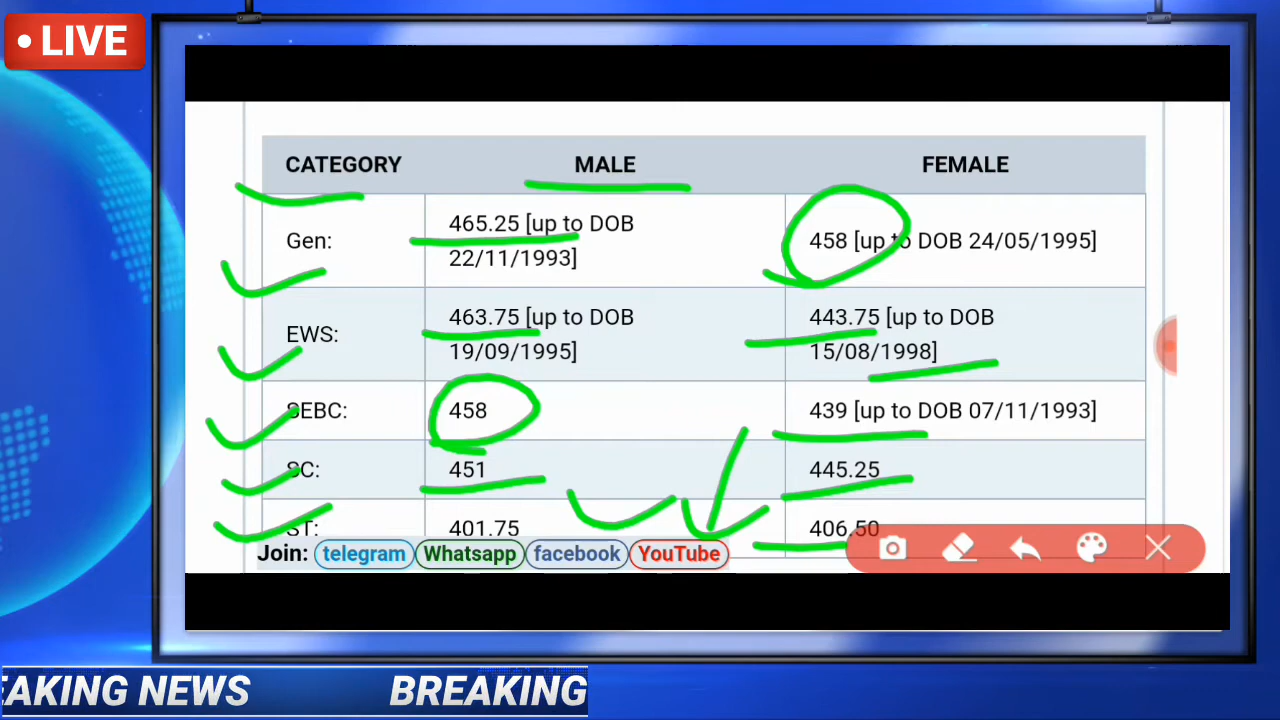 • LIVE
CATEGORY MALE FEMALE
Gen: 465.25 [up to DOB 22/11/1993] 458 [up to DOB 24/05/1995]
EWS: 463.75 [up to DOB 19/09/1995] 443.75 [up to DOB 15/08/1998]
SEBC: 458 439 [up to DOB 07/11/1993]
SC: 451 445.25
ST: 401.75 406.50
Join: telegram Whatsapp facebook YouTube
EAKING NEWS BREAKING